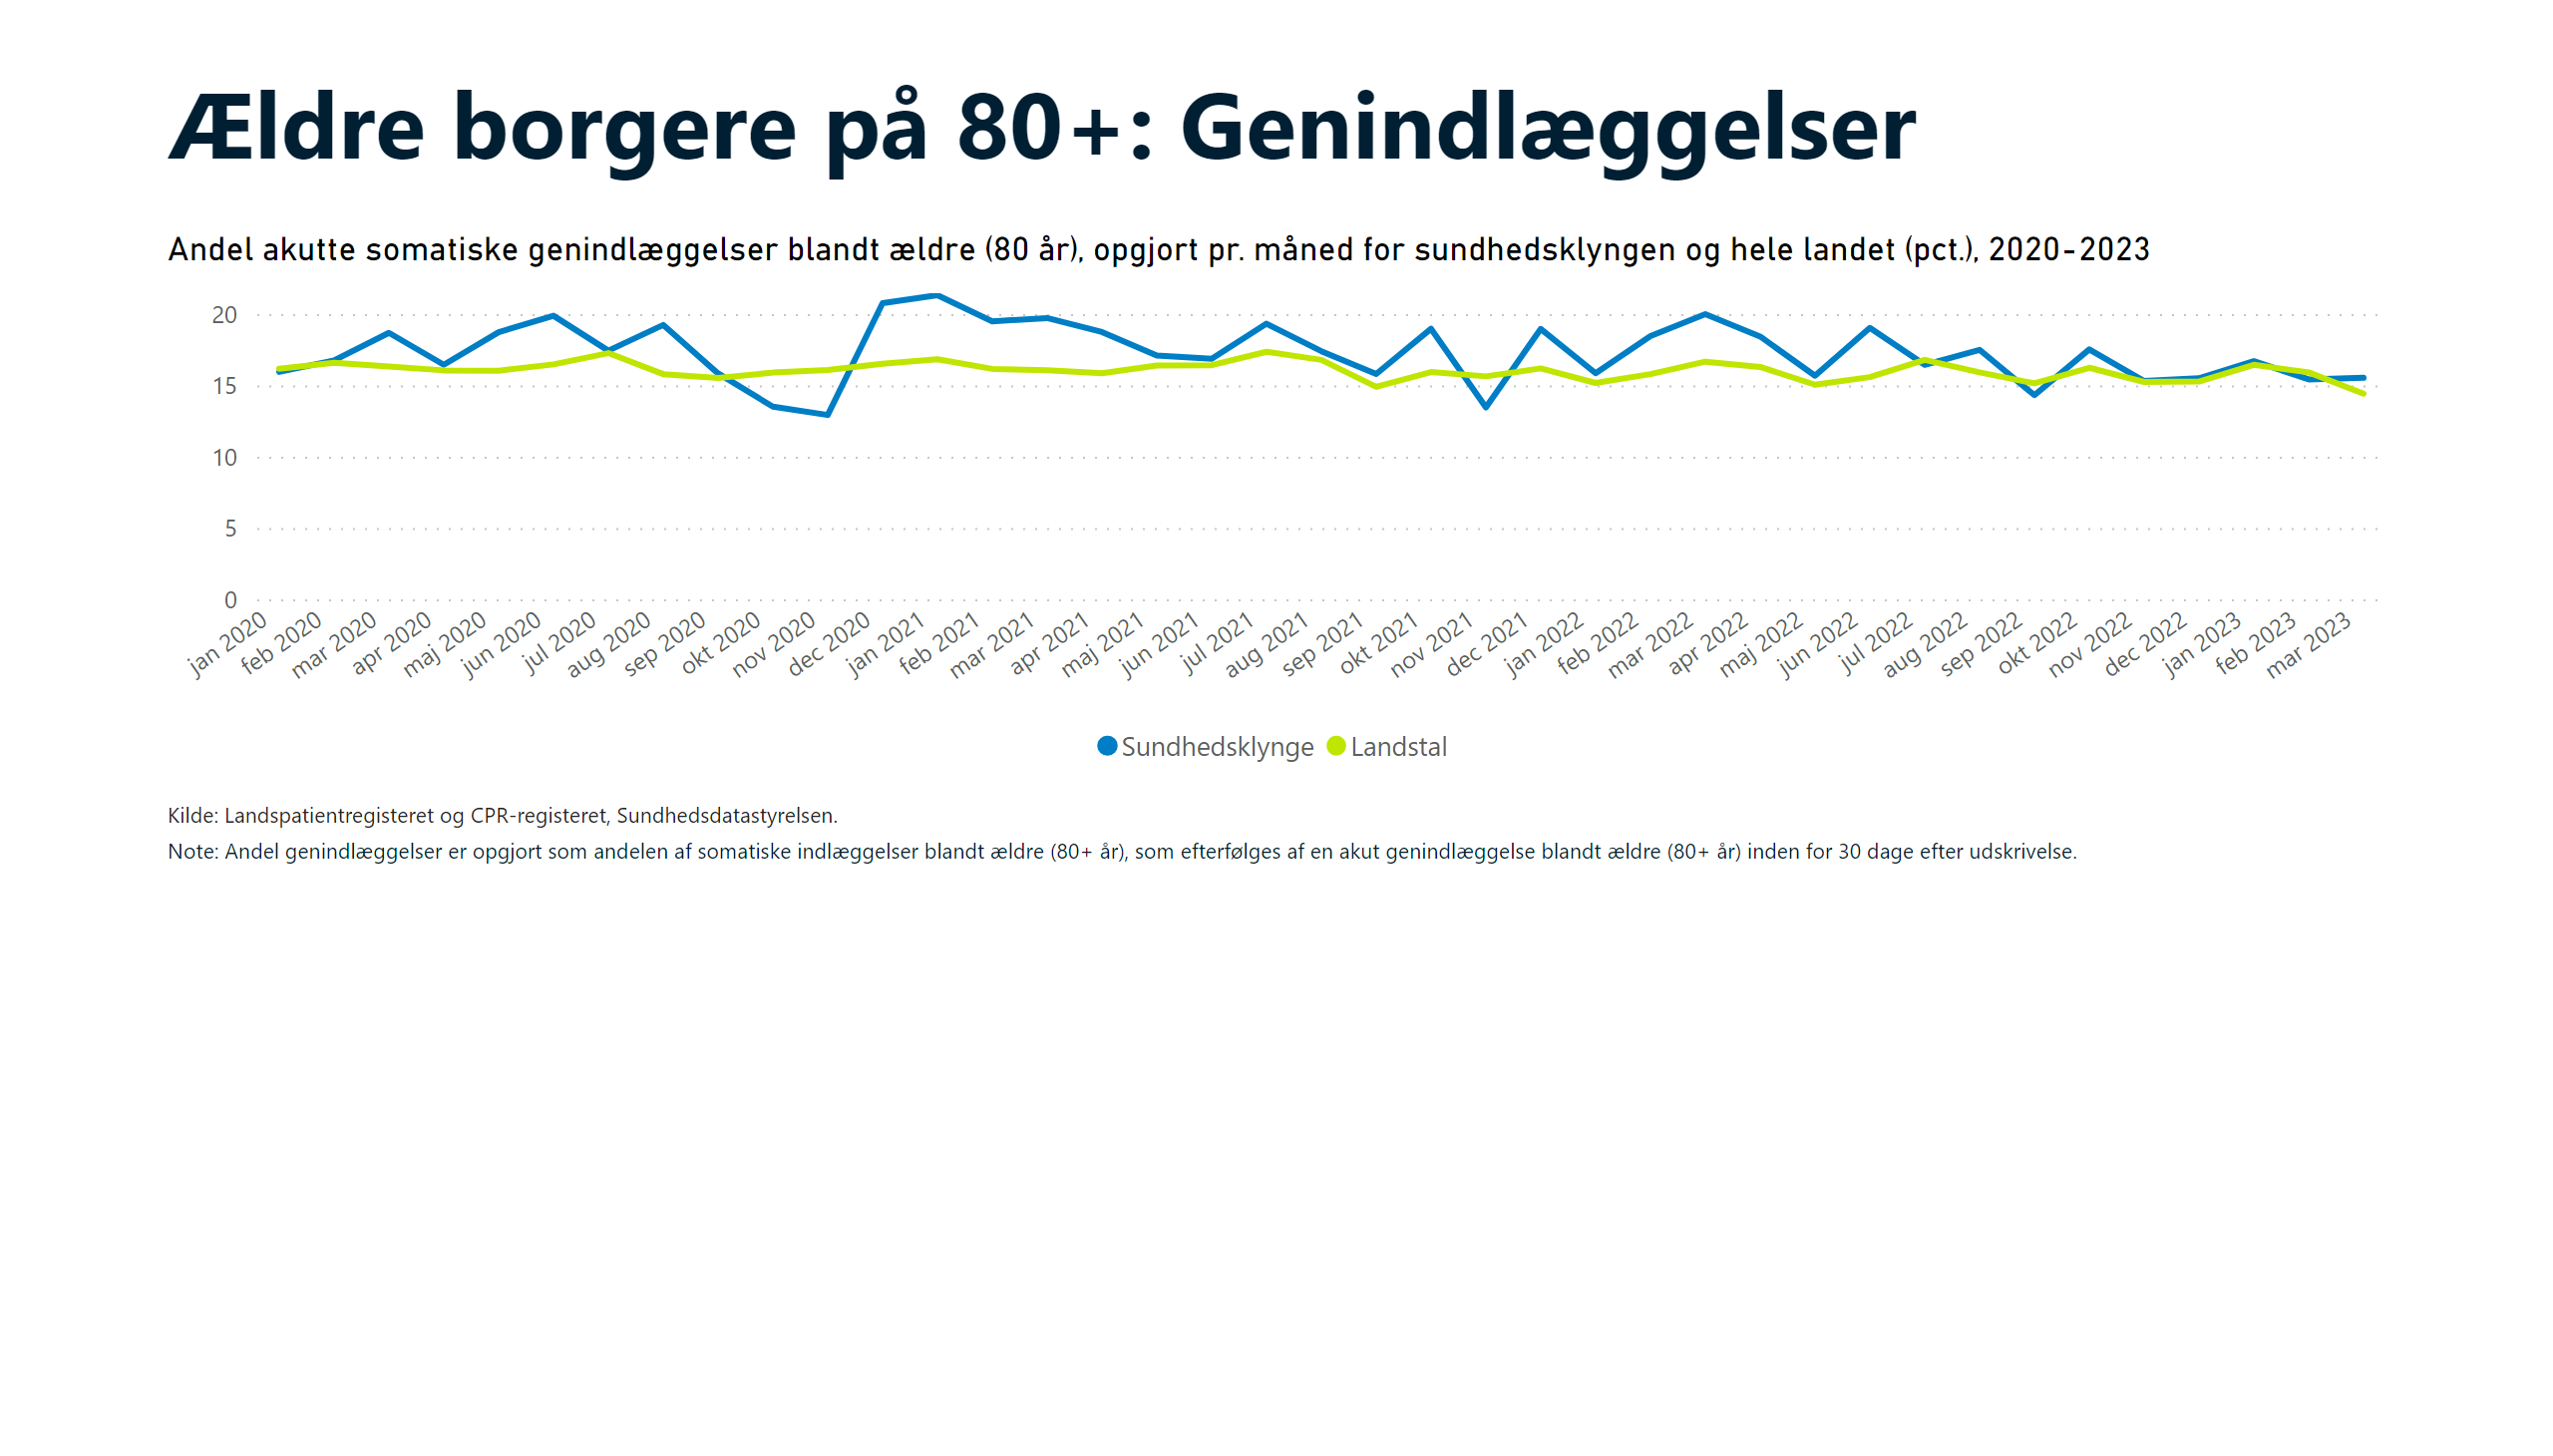 Ældre borgere på 80+: Genindlæggelser
Andel akutte somatiske genindlæggelser blandt ældre (80 år), opgjort pr. måned for sundhedsklyngen og hele landet (pct.), 2020-2023
20
15
10
5
0
jan 2020
feb 2020
mar 2020
apr 2020
maj 2020
jun 2020
jul 2020
aug 2020
sep 2020
okt 2020
nov 2020
dec 2020
jan 2021
feb 2021
mar 2021
apr 2021
maj 2021
jun 2021
jul 2021
aug 2021
sep 2021
okt 2021
nov 2021
dec 2021
jan 2022
feb 2022
mar 2022
apr 2022
maj 2022
jun 2022
jul 2022
aug 2022
sep 2022
okt 2022
nov 2022
dec 2022
jan 2023
feb 2023
mar 2023
Sundhedsklynge Landstal
Kilde: Landspatientregisteret og CPR-registeret, Sundhedsdatastyrelsen.
Note: Andel genindlæggelser er opgjort som andelen af somatiske indlæggelser blandt ældre (80+ år), som efterfølges af en akut genindlæggelse blandt ældre (80+ år) inden for 30 dage efter udskrivelse.